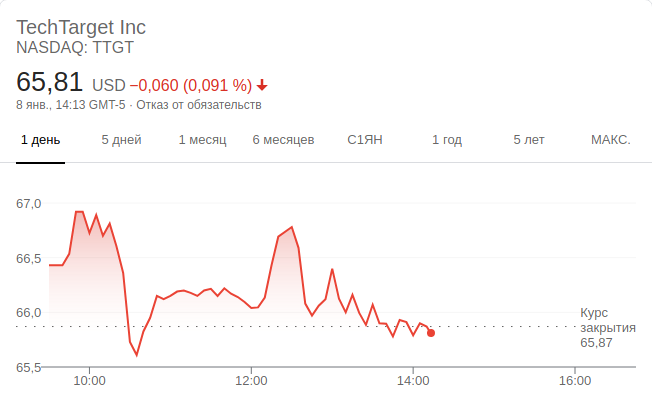 TechTarget Inc
NASDAQ: TTGT
65,81 USD −0,060 (0,091 %)
8 янв., 14:13 GMT-5 · Отказ от обязательств
1 день 5 дней 1 месяц 6 месяцев С1ЯН 1 год 5 лет МАКС.
67,0
66,5
66,0
Курс
закрытия
65,87
65,5
10:00 12:00 14:00 16:00